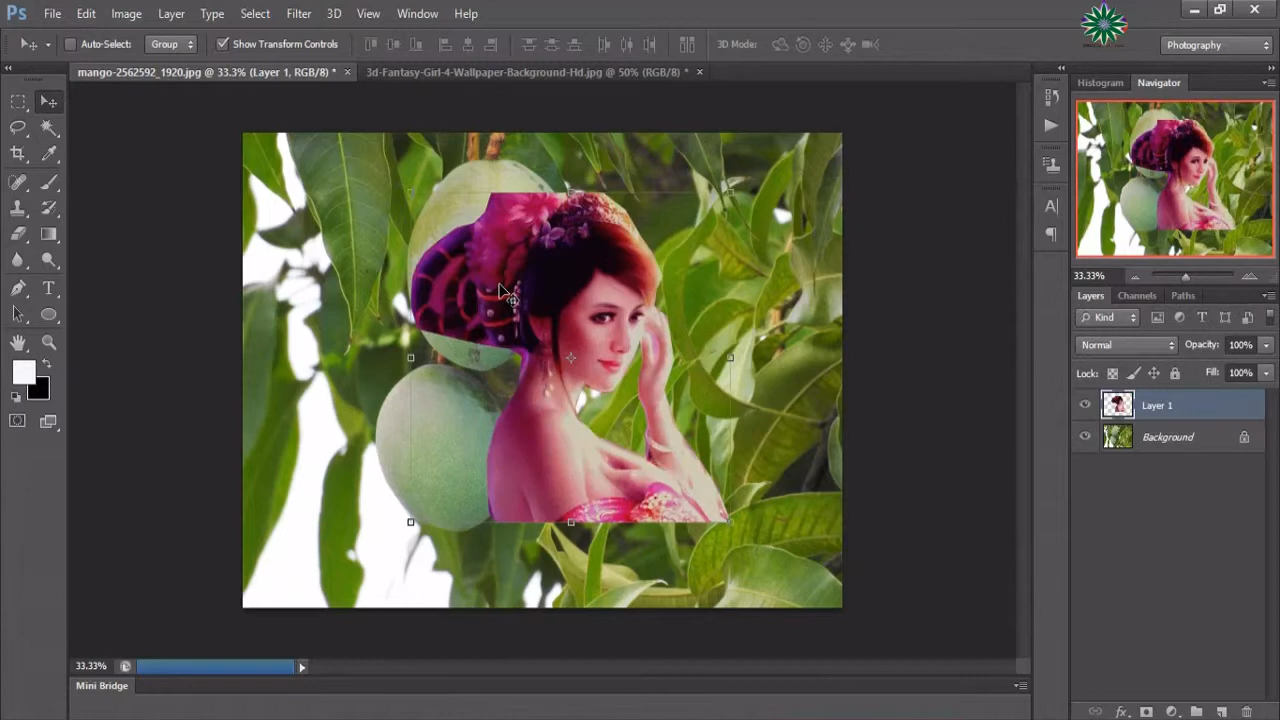 Ps File Edit Image Layer Type Select Filter 3D View Window Help
Auto-Select: Group Show Transform Controls 3D Mode: Photography
mango-2562592_1920.jpg @ 33.3% (Layer 1, RGB/8) * × 3d-Fantasy-Girl-4-Wallpaper-Background-Hd.jpg @ 50% (RGB/8) * ×
Histogram Navigator
33.33%
Layers Channels Paths
Kind
Normal Opacity: 100%
Lock: Fill: 100%
Layer 1
Background
33.33%
Mini Bridge